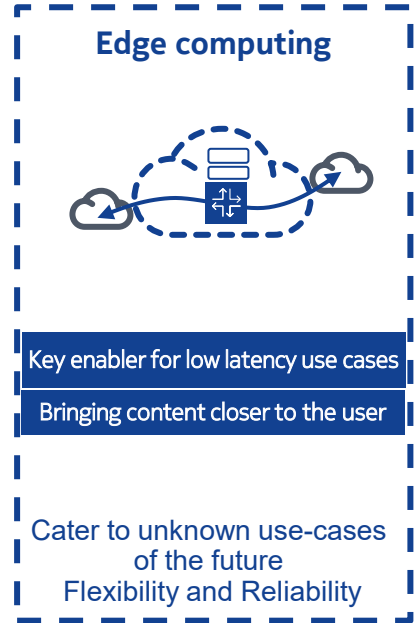 Edge computing
Key enabler for low latency use cases
Bringing content closer to the user
Cater to unknown use-cases
of the future
Flexibility and Reliability